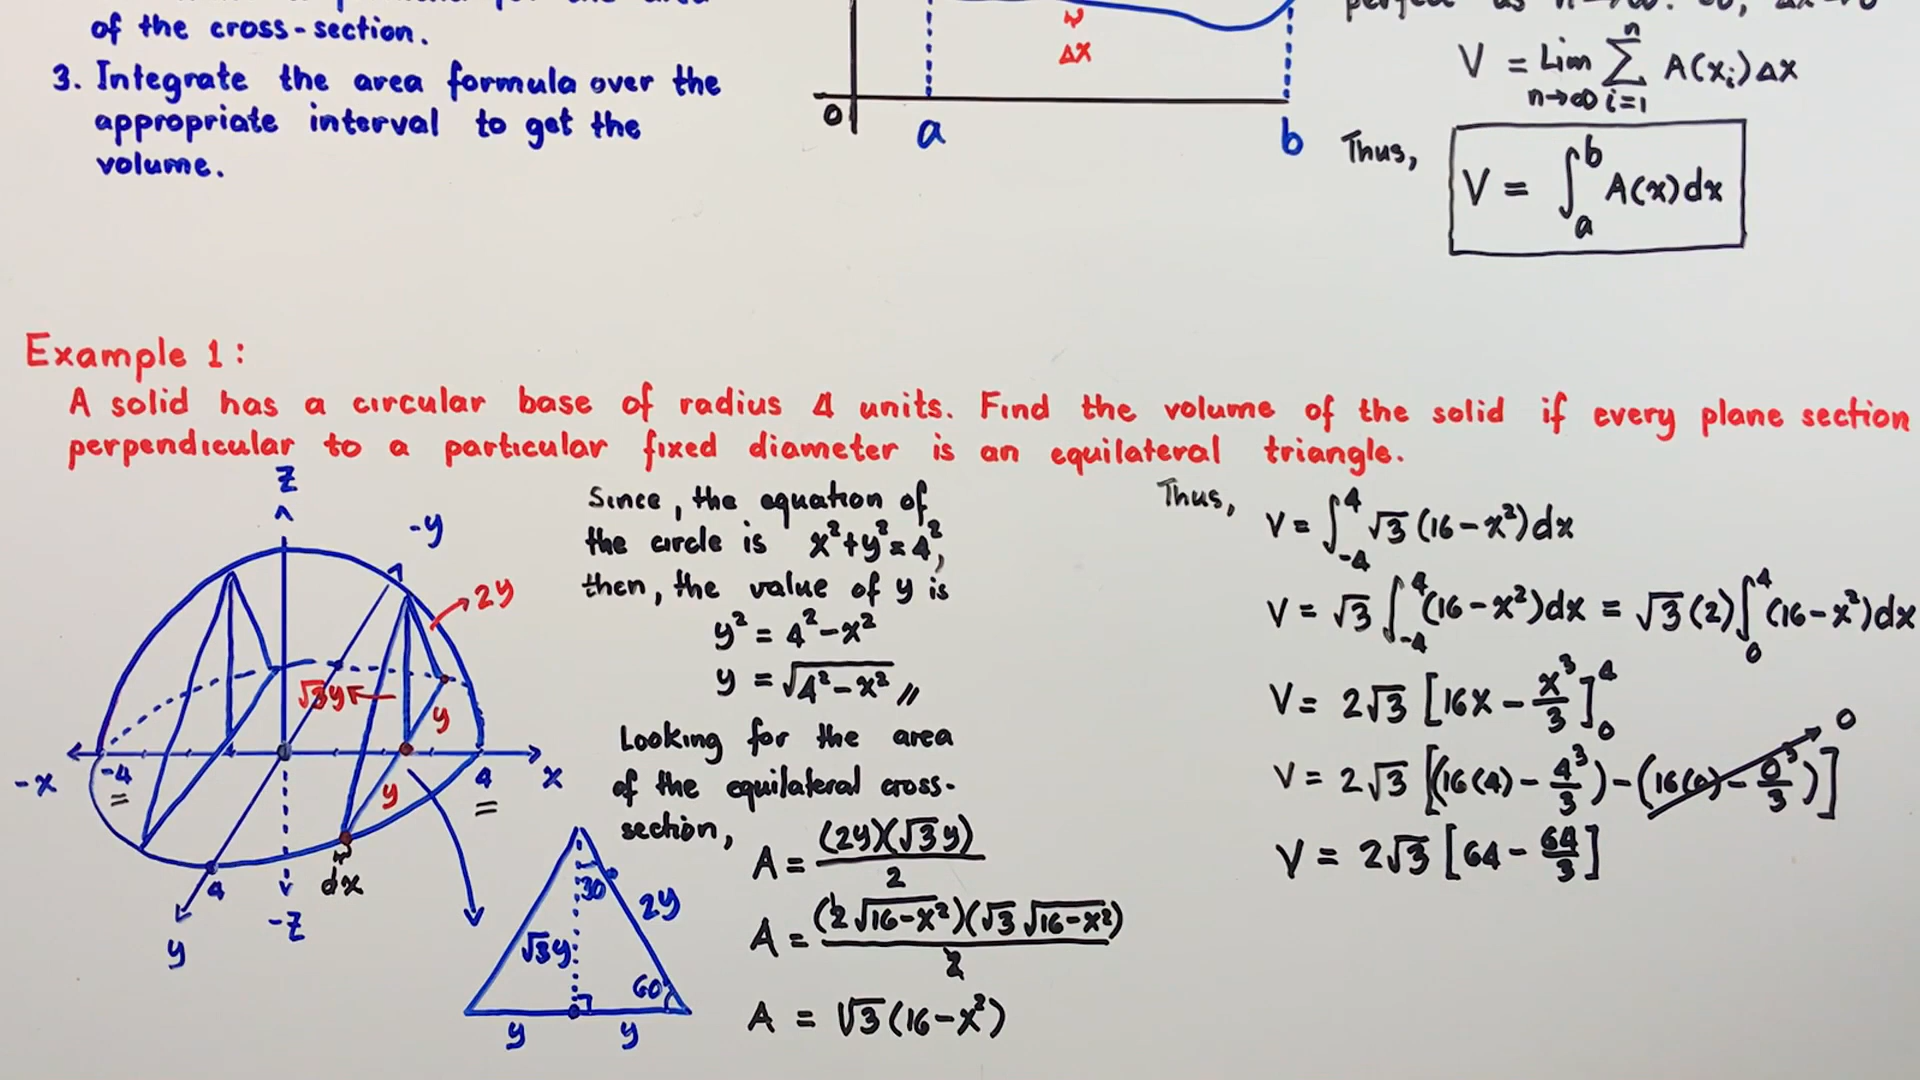 of the cross-section.
3. Integrate the area formula over the
appropriate interval to get the
volume.
Δx
0
a
b
V = Lim ∑ A(xᵢ)Δx
n→∞ i=1
n
Thus,
V = ∫ₐᵇ A(x)dx
Example 1:
A solid has a circular base of radius 4 units. Find the volume of the solid if every plane section
perpendicular to a particular fixed diameter is an equilateral triangle.
z
-y
2y
√3y
y
y
-x
-4
4
x
4
dx
-z
y
Since, the equation of
the circle is x²+y²=4²,
then, the value of y is
y² = 4²-x²
y = √(4²-x²) //
Looking for the area
of the equilateral cross-
section,
A = (2y)(√3y)/2
A = (2√(16-x²))(√3 √(16-x²))/2
A = √3(16-x²)
30
2y
√3y
60
y
y
Thus,
V = ∫₋₄⁴ √3(16-x²)dx
V = √3 ∫₋₄⁴ (16-x²)dx = √3(2)∫₀⁴ (16-x²)dx
V = 2√3 [16x - x³/3]₀⁴
V = 2√3 [(16(4) - 4³/3) - (16(0) - 0³/3)] 0
V = 2√3 [64 - 64/3]